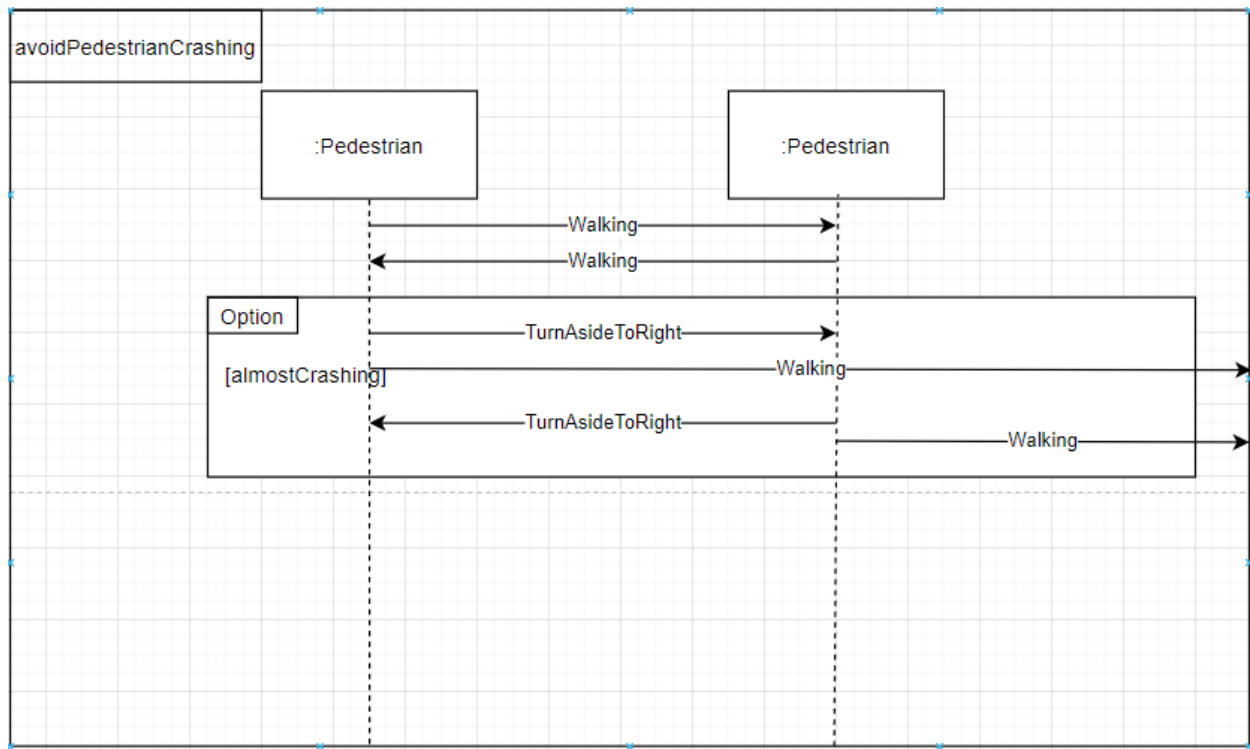 avoidPedestrianCrashing
:Pedestrian
:Pedestrian
Walking
Walking
Option
TurnAsideToRight
[almostCrashing]
Walking
TurnAsideToRight
Walking